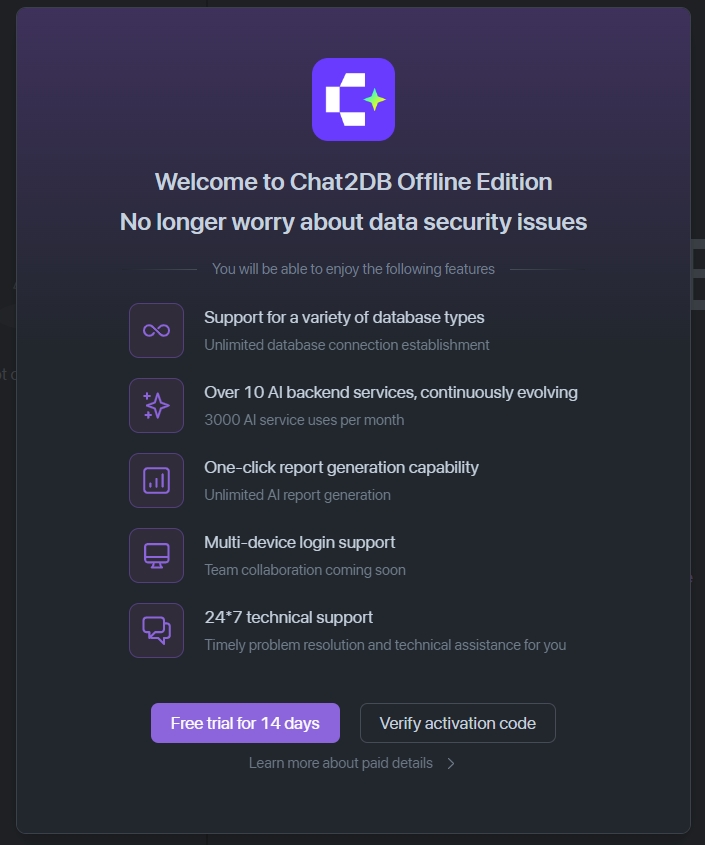 Welcome to Chat2DB Offline Edition
No longer worry about data security issues
You will be able to enjoy the following features
Support for a variety of database types
Unlimited database connection establishment
Over 10 AI backend services, continuously evolving
3000 AI service uses per month
One-click report generation capability
Unlimited AI report generation
Multi-device login support
Team collaboration coming soon
24*7 technical support
Timely problem resolution and technical assistance for you
Free trial for 14 days
Verify activation code
Learn more about paid details